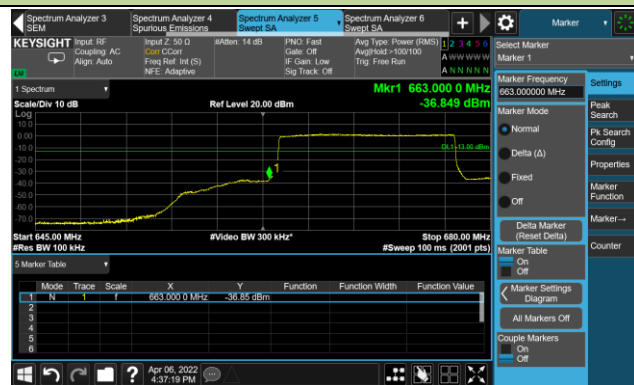 Spectrum Analyzer 3
SEM
Spectrum Analyzer 4
Spurious Emissions
Spectrum Analyzer 5
Swept SA
Spectrum Analyzer 6
Swept SA
Marker
KEYSIGHT
Input: RF
Coupling: AC
Align: Auto
Input Z: 50 Ω
Corr CCorr
Freq Ref: Int (S)
NFE: Adaptive
#Atten: 14 dB
PNO: Fast
Gate: Off
IF Gain: Low
Sig Track: Off
Avg Type: Power (RMS)
Avg|Hold:>100/100
Trig: Free Run
1 2 3 4 5 6
A W W W W W
A N N N N N
LXI
1 Spectrum
Mkr1 663.000 0 MHz
Scale/Div 10 dB
Ref Level 20.00 dBm
-36.849 dBm
Log
10.0
0.00
-10.0
-20.0
-30.0
-40.0
-50.0
-60.0
-70.0
DL1 -13.00 dBm
1
Start 645.00 MHz
#Video BW 300 kHz*
Stop 680.00 MHz
#Res BW 100 kHz
#Sweep 100 ms (2001 pts)
5 Marker Table
Mode Trace Scale X Y Function Function Width Function Value
1 N 1 f 663.000 0 MHz -36.85 dBm
2
3
4
5
6
Select Marker
Marker 1
Marker Frequency
663.000000 MHz
Marker Mode
Normal
Delta (Δ)
Fixed
Off
Delta Marker
(Reset Delta)
Marker Table
On
Off
Marker Settings
Diagram
All Markers Off
Couple Markers
On
Off
Settings
Peak
Search
Pk Search
Config
Properties
Marker
Function
Marker→
Counter
Apr 06, 2022
4:37:19 PM